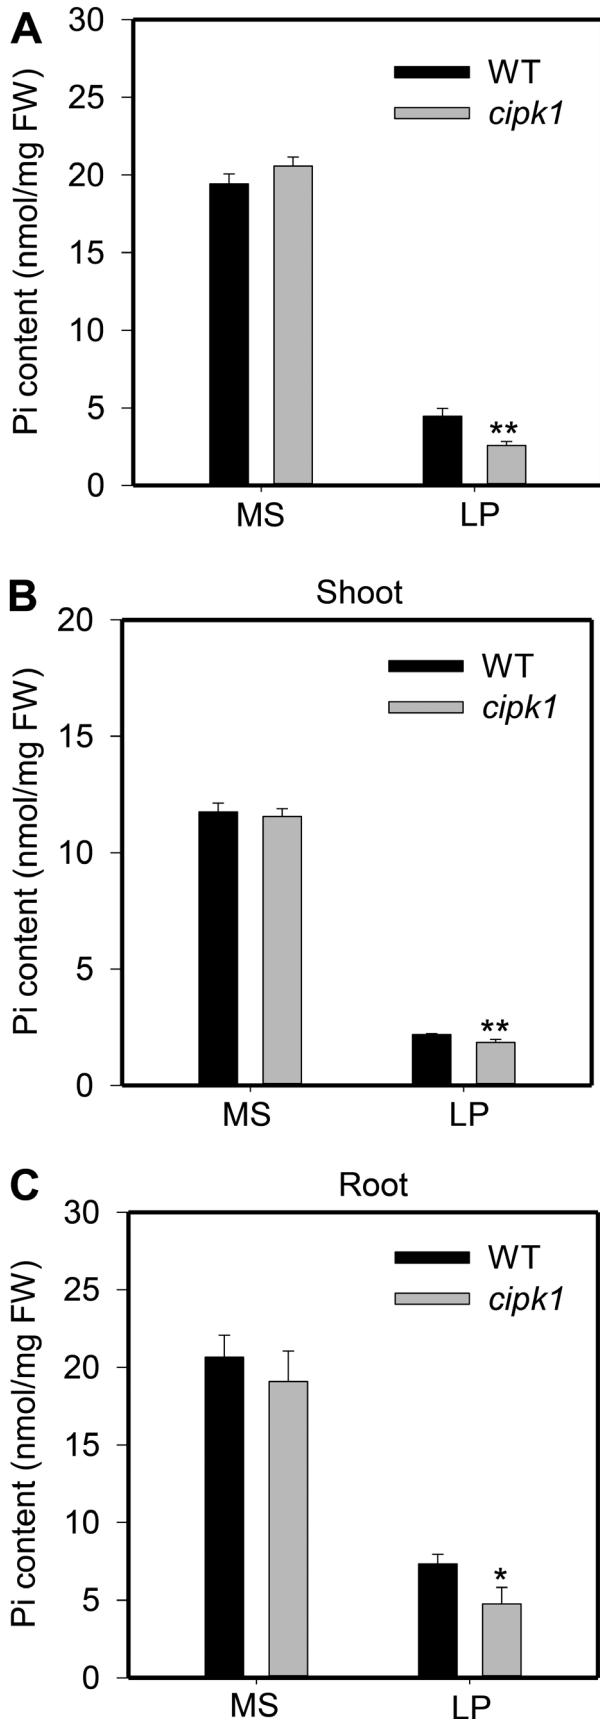 A
Pi content (nmol/mg FW)
30
25
20
15
10
5
0
WT
cipk1
**
MS LP
B
Shoot
Pi content (nmol/mg FW)
20
15
10
5
0
WT
cipk1
**
MS LP
C
Root
Pi content (nmol/mg FW)
30
25
20
15
10
5
0
WT
cipk1
*
MS LP